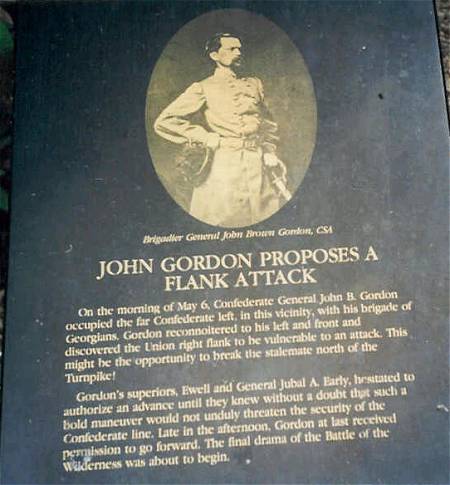 Brigadier General John Brown Gordon, CSA
JOHN GORDON PROPOSES A
FLANK ATTACK
On the morning of May 6, Confederate General John B. Gordon
occupied the far Confederate left, in this vicinity, with his brigade of
Georgians. Gordon reconnoitered to his left and front and
discovered the Union right flank to be vulnerable to an attack. This
might be the opportunity to break the stalemate north of the
Turnpike!
Gordon's superiors, Ewell and General Jubal A. Early, hesitated to
authorize an advance until they knew without a doubt that such a
bold maneuver would not unduly threaten the security of the
Confederate line. Late in the afternoon, Gordon at last received
permission to go forward. The final drama of the Battle of the
Wilderness was about to begin.